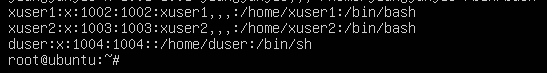 xuser1:x:1002:1002:xuser1,,,:/home/xuser1:/bin/bash
xuser2:x:1003:1003:xuser2,,,:/home/xuser2:/bin/bash
duser:x:1004:1004::/home/duser:/bin/sh
root@ubuntu:~#